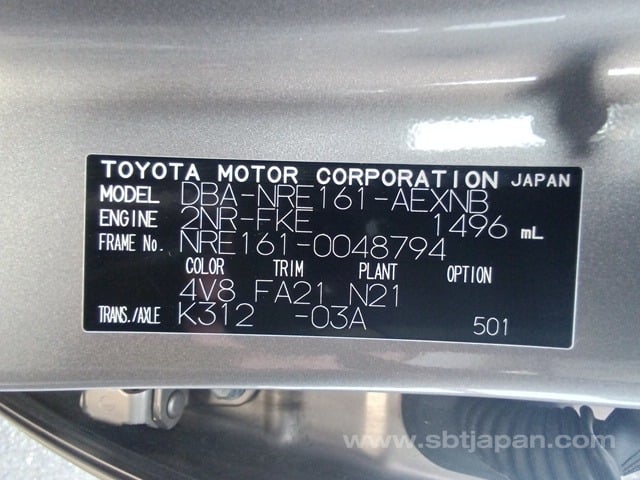 TOYOTA MOTOR CORPORATION JAPAN
MODEL DBA-NRE161-AEXNB
ENGINE 2NR-FKE 1496 mL
FRAME No. NRE161-0048794
COLOR TRIM PLANT OPTION
4V8 FA21 N21
TRANS./AXLE K312 -03A 501
www.sbtjapan.com